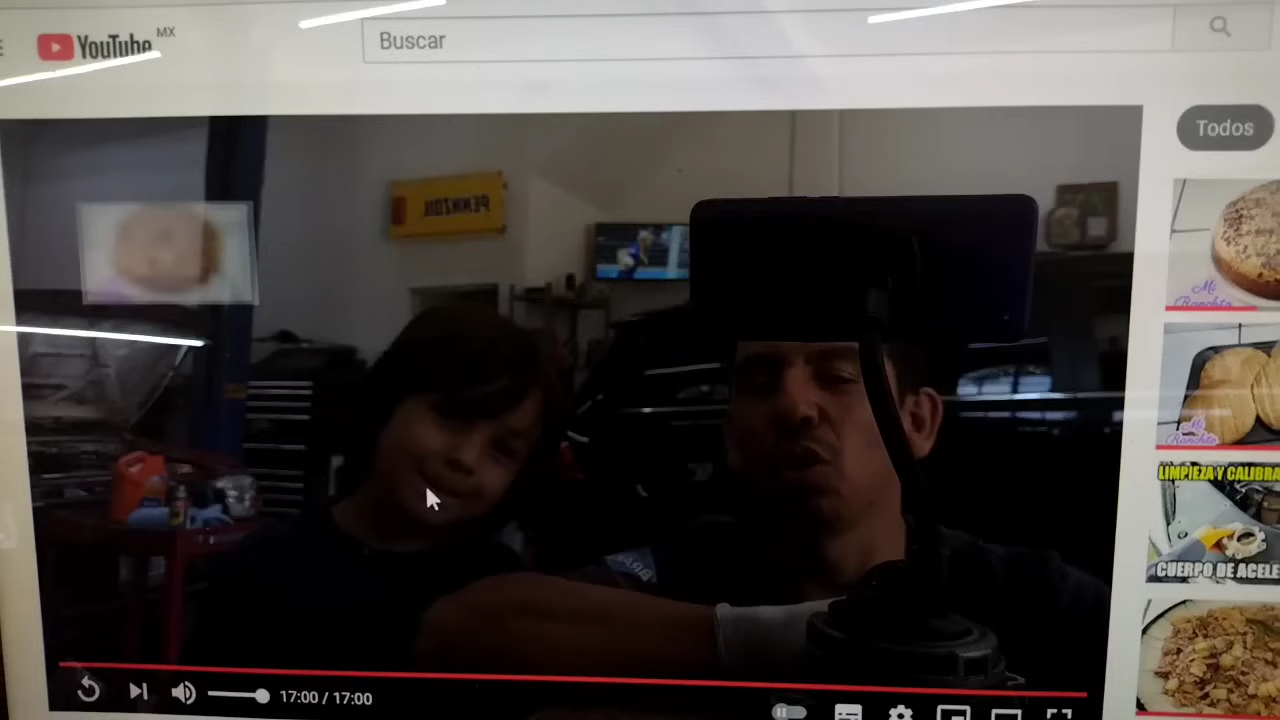 YouTube MX
Buscar
Todos
PENNZOIL
Mi
Ranchito
Mi
Ranchito
LIMPIEZA Y CALIBRA
CUERPO DE ACELE
17:00 / 17:00